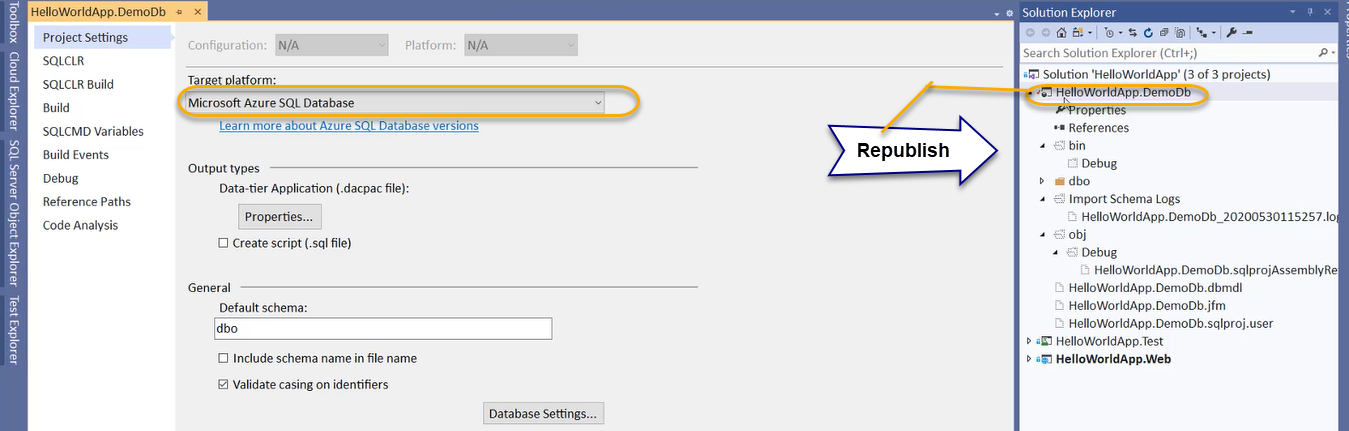 Toolbox
Cloud Explorer
SQL Server Object Explorer
Test Explorer
HelloWorldApp.DemoDb
Project Settings
SQLCLR
SQLCLR Build
Build
SQLCMD Variables
Build Events
Debug
Reference Paths
Code Analysis
Configuration: N/A Platform: N/A
Target platform:
Microsoft Azure SQL Database
Learn more about Azure SQL Database versions
Output types
Data-tier Application (.dacpac file):
Properties...
Create script (.sql file)
General
Default schema:
dbo
Include schema name in file name
Validate casing on identifiers
Database Settings...
Republish
Solution Explorer
Search Solution Explorer (Ctrl+;)
Solution 'HelloWorldApp' (3 of 3 projects)
HelloWorldApp.DemoDb
Properties
References
bin
Debug
dbo
Import Schema Logs
HelloWorldApp.DemoDb_20200530115257.log
obj
Debug
HelloWorldApp.DemoDb.sqlprojAssemblyRe
HelloWorldApp.DemoDb.dbmdl
HelloWorldApp.DemoDb.jfm
HelloWorldApp.DemoDb.sqlproj.user
HelloWorldApp.Test
HelloWorldApp.Web